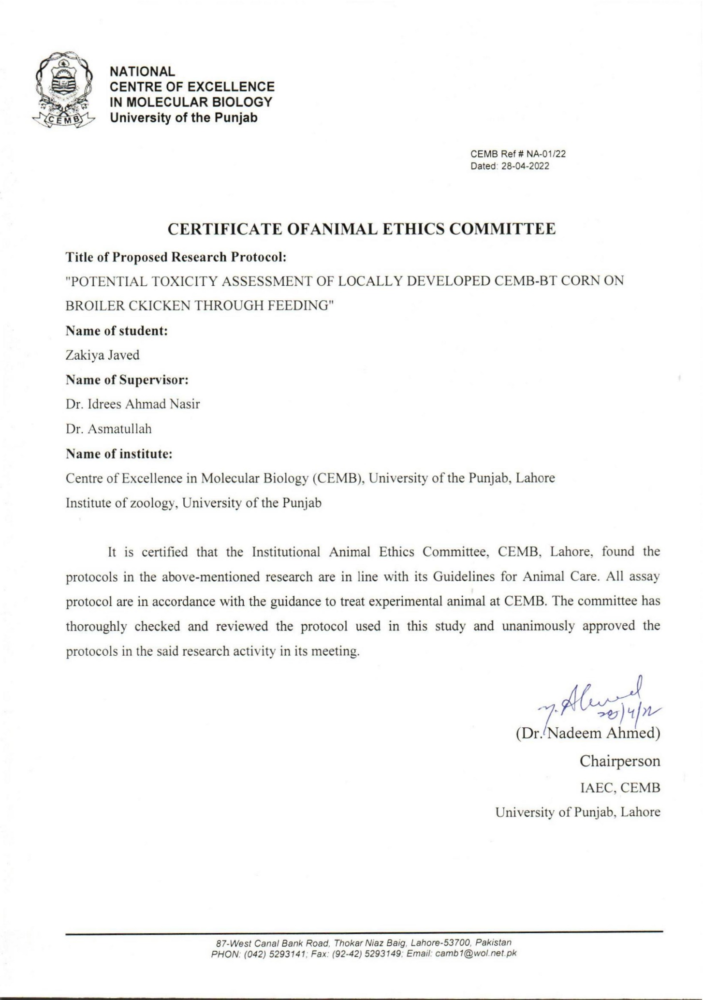 CEMB
NATIONAL
CENTRE OF EXCELLENCE
IN MOLECULAR BIOLOGY
University of the Punjab
CEMB Ref # NA-01/22
Dated: 28-04-2022
CERTIFICATE OFANIMAL ETHICS COMMITTEE
Title of Proposed Research Protocol:
"POTENTIAL TOXICITY ASSESSMENT OF LOCALLY DEVELOPED CEMB-BT CORN ON
BROILER CKICKEN THROUGH FEEDING"
Name of student:
Zakiya Javed
Name of Supervisor:
Dr. Idrees Ahmad Nasir
Dr. Asmatullah
Name of institute:
Centre of Excellence in Molecular Biology (CEMB), University of the Punjab, Lahore
Institute of zoology, University of the Punjab
It is certified that the Institutional Animal Ethics Committee, CEMB, Lahore, found the
protocols in the above-mentioned research are in line with its Guidelines for Animal Care. All assay
protocol are in accordance with the guidance to treat experimental animal at CEMB. The committee has
thoroughly checked and reviewed the protocol used in this study and unanimously approved the
protocols in the said research activity in its meeting.
(Dr. Nadeem Ahmed)
Chairperson
IAEC, CEMB
University of Punjab, Lahore
87-West Canal Bank Road, Thokar Niaz Baig, Lahore-53700, Pakistan
PHON: (042) 5293141; Fax: (92-42) 5293149; Email: camb1@wol.net.pk